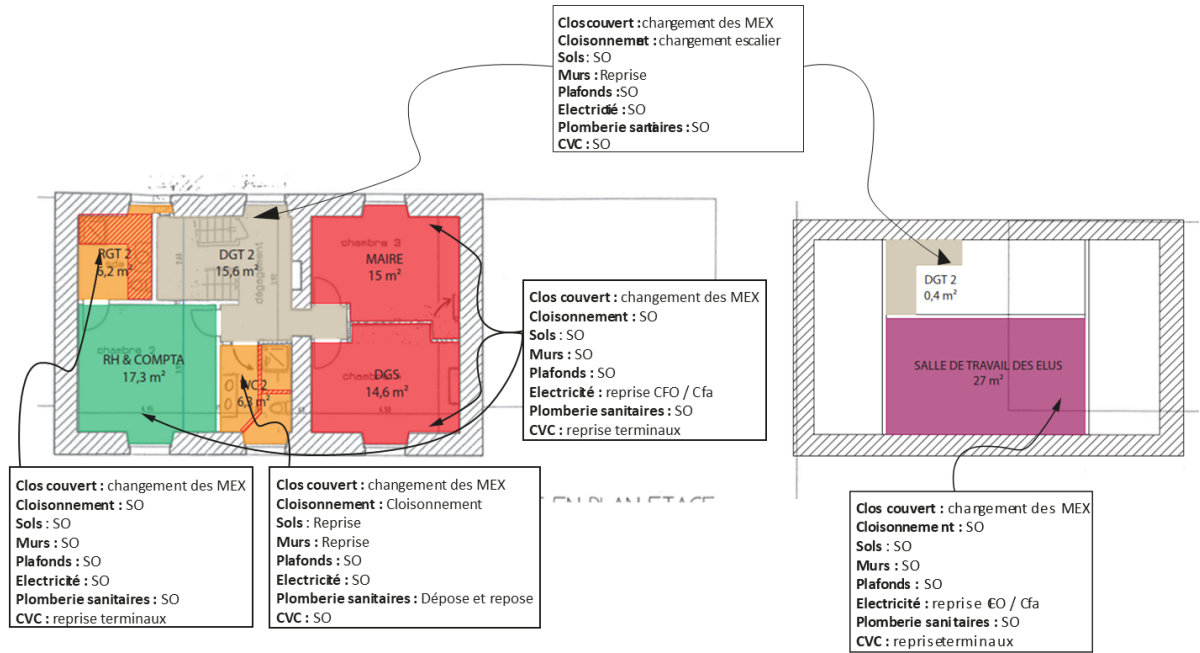 Clos couvert : changement des MEX
Cloisonnement : changement escalier
Sols : SO
Murs : Reprise
Plafonds : SO
Electricité : SO
Plomberie sanitaires : SO
CVC : SO
RGT 2
6,2 m²
DGT 2
15,6 m²
dégagement
chambre 3
MAIRE
15 m²
chambre 2
RH & COMPTA
17,3 m²
WC 2
6,3 m²
chambre
DGS
14,6 m²
DGT 2
0,4 m²
SALLE DE TRAVAIL DES ELUS
27 m²
Clos couvert : changement des MEX
Cloisonnement : SO
Sols : SO
Murs : SO
Plafonds : SO
Electricité : reprise CFO / Cfa
Plomberie sanitaires : SO
CVC : reprise terminaux
Clos couvert : changement des MEX
Cloisonnement : SO
Sols : SO
Murs : SO
Plafonds : SO
Electricité : SO
Plomberie sanitaires : SO
CVC : reprise terminaux
Clos couvert : changement des MEX
Cloisonnement : Cloisonnement
Sols : Reprise
Murs : Reprise
Plafonds : SO
Electricité : SO
Plomberie sanitaires : Dépose et repose
CVC : SO
EN PLAN ETAGE
Clos couvert : changement des MEX
Cloisonnement : SO
Sols : SO
Murs : SO
Plafonds : SO
Electricité : reprise CFO / Cfa
Plomberie sanitaires : SO
CVC : reprise terminaux